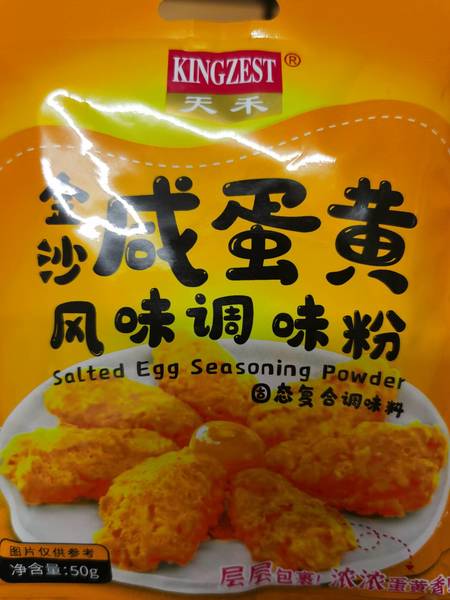 KINGZEST®
天禾
金沙咸蛋黄
风味调味粉
Salted Egg Seasoning Powder
固态复合调味料
图片仅供参考
净含量:50g
层层包裹!浓浓蛋黄香!